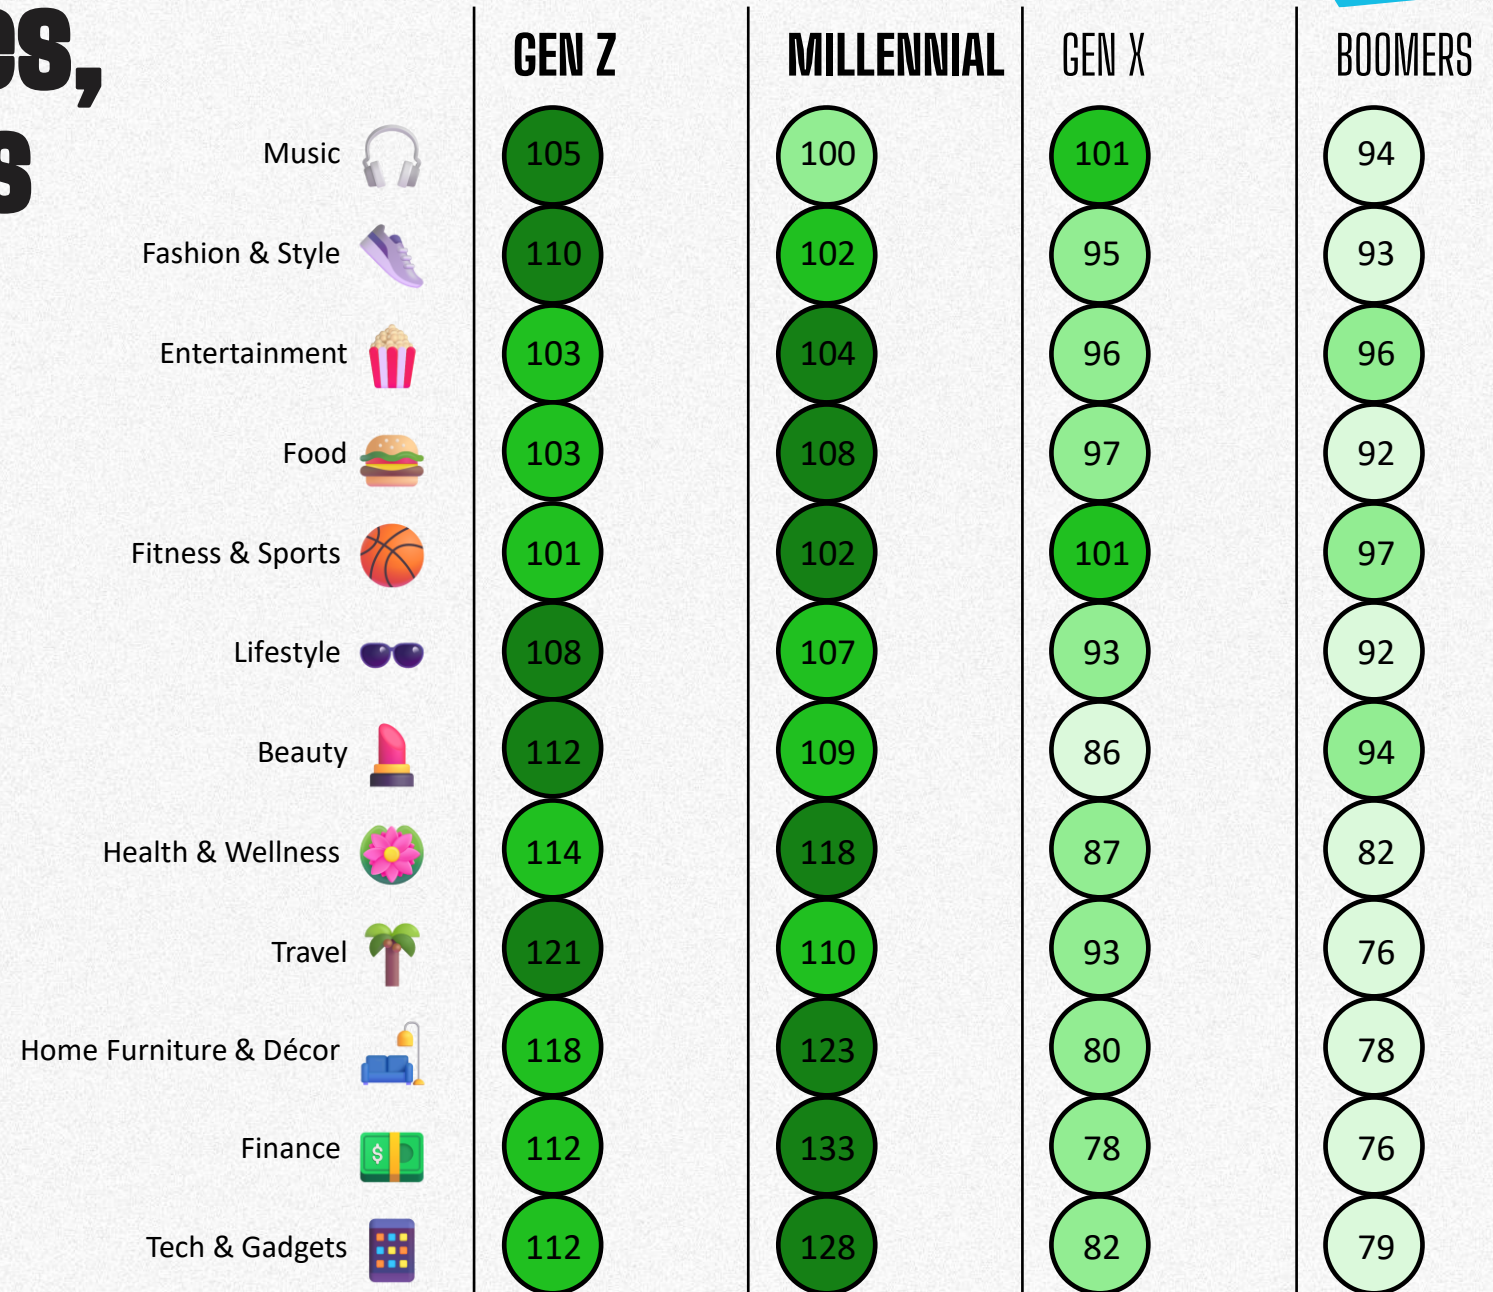 es,
s
GEN Z MILLENNIAL GEN X BOOMERS
Music 105 100 101 94
Fashion & Style 110 102 95 93
Entertainment 103 104 96 96
Food 103 108 97 92
Fitness & Sports 101 102 101 97
Lifestyle 108 107 93 92
Beauty 112 109 86 94
Health & Wellness 114 118 87 82
Travel 121 110 93 76
Home Furniture & Décor 118 123 80 78
Finance $ 112 133 78 76
Tech & Gadgets 112 128 82 79